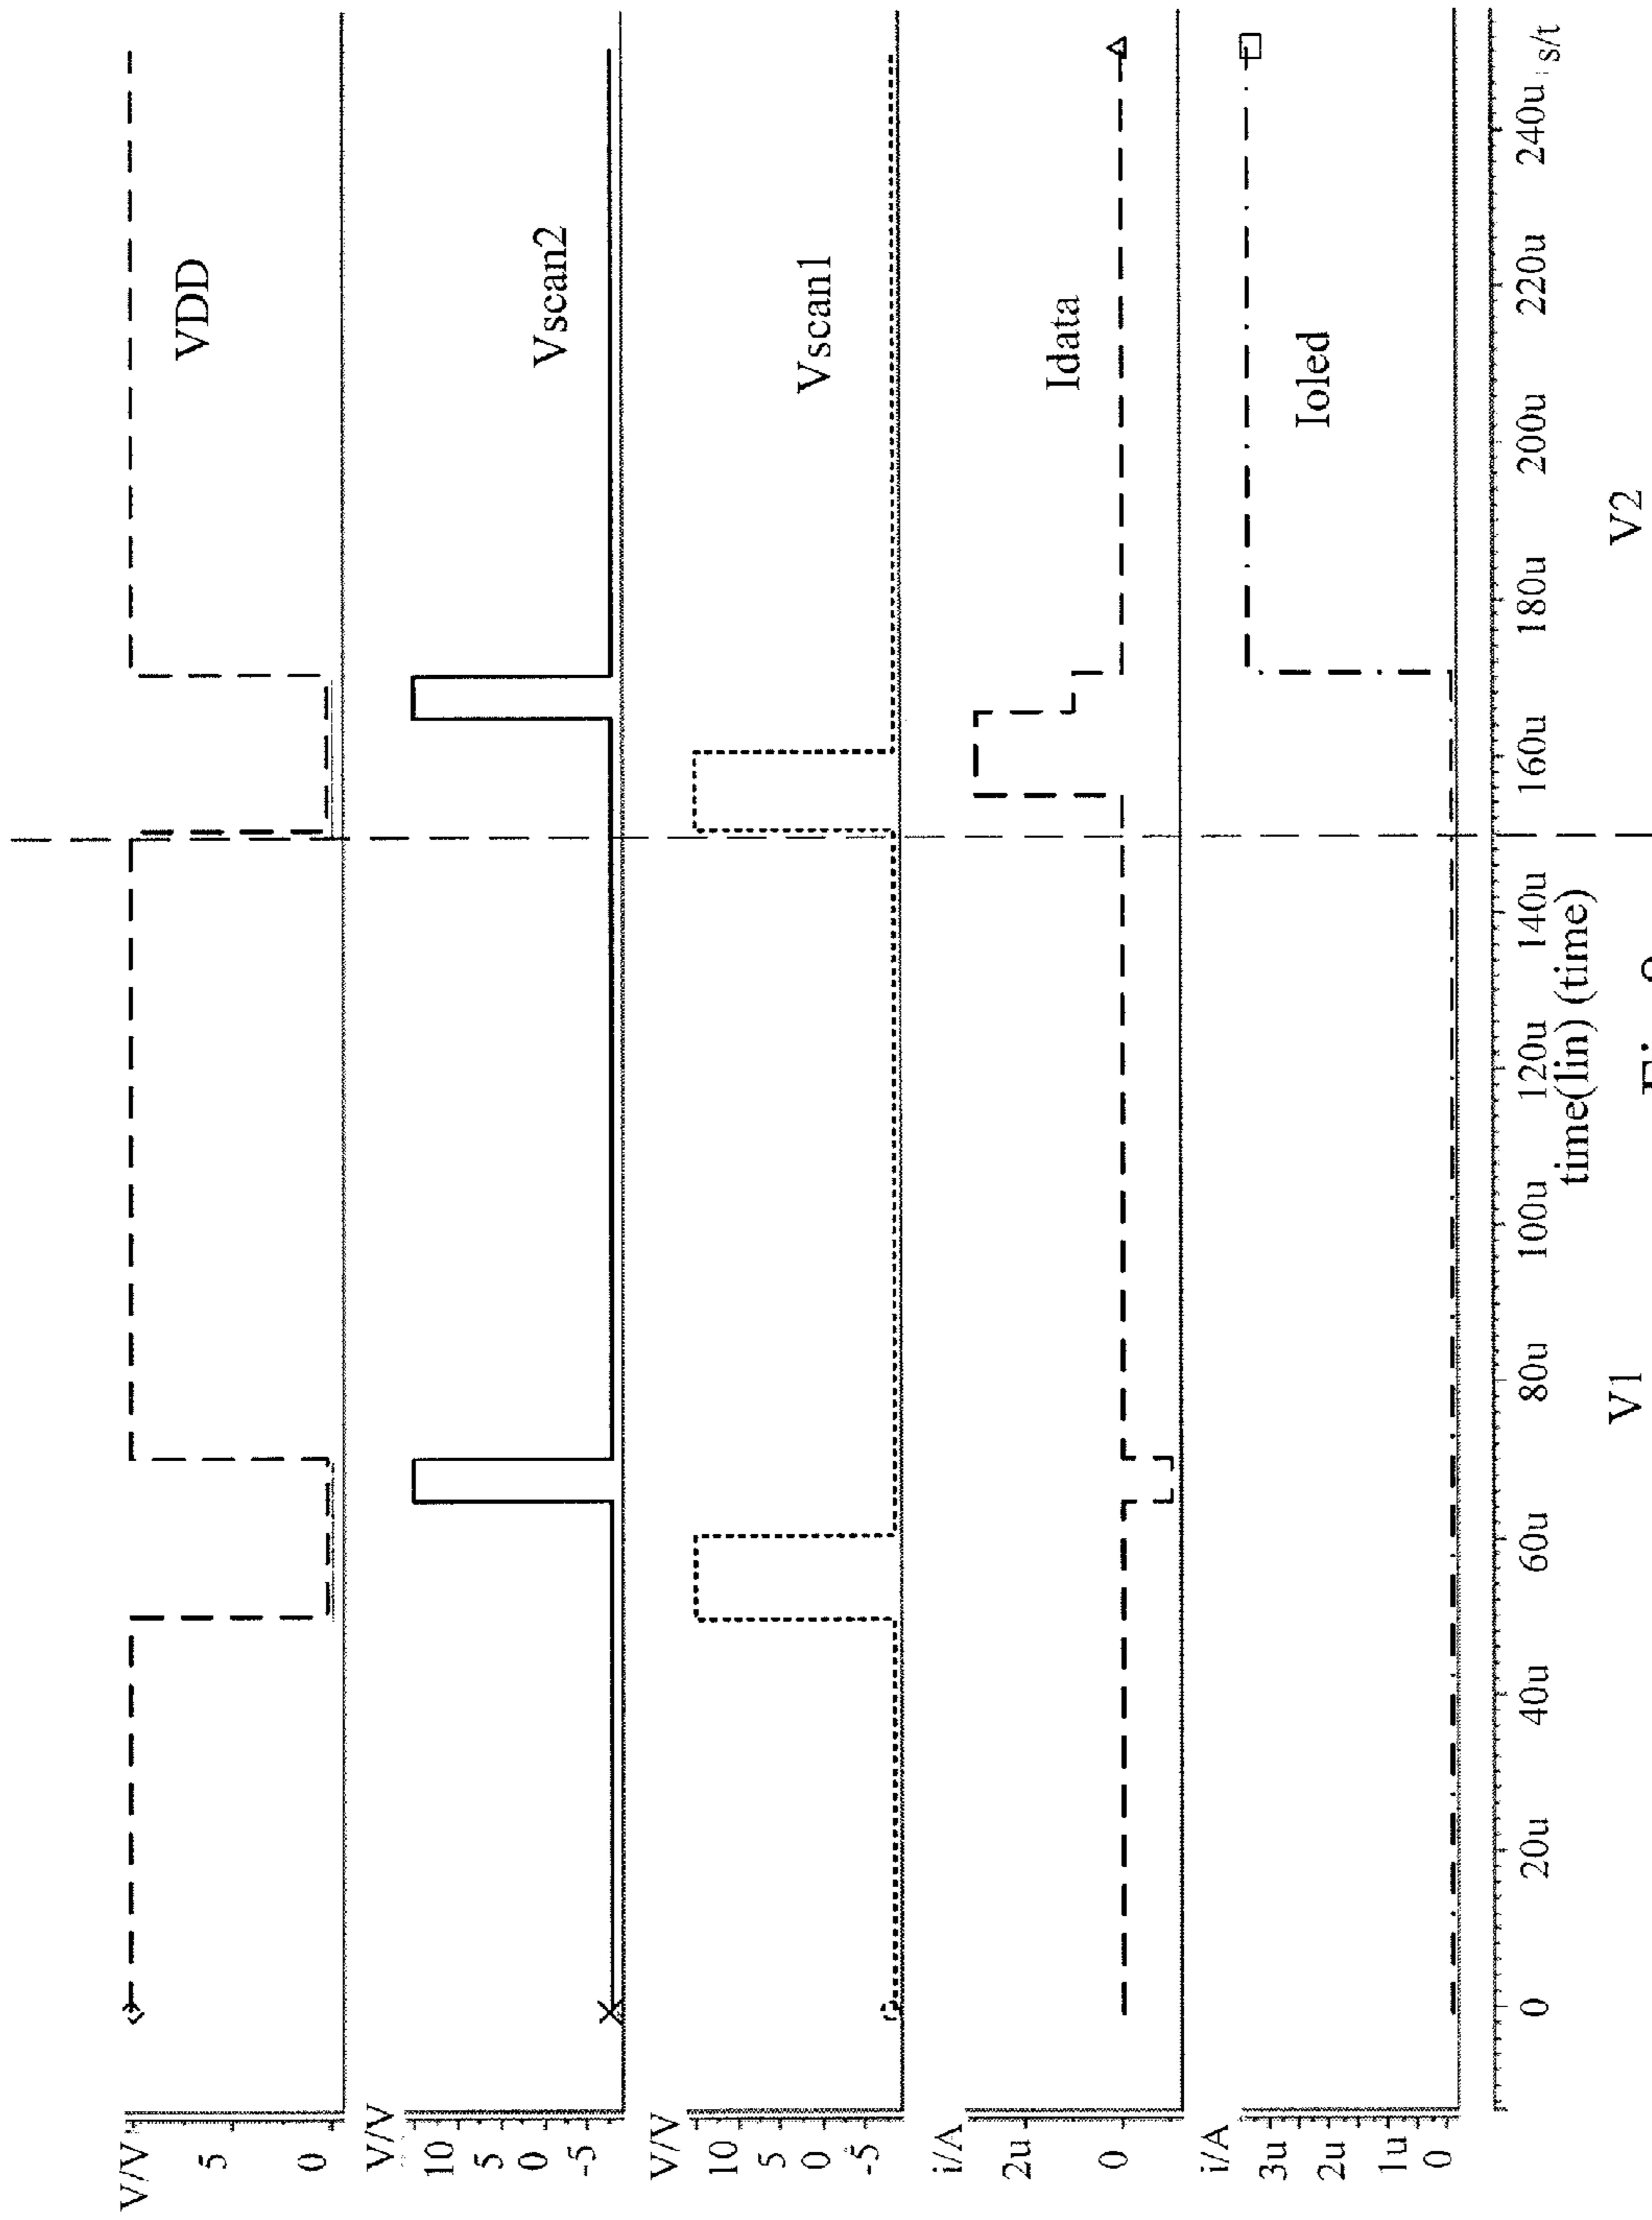 V/V
5
0
VDD
V/V
10
5
0
-5
Vscan2
V/V
10
5
0
-5
Vscan1
i/A
2u
0
Idata
i/A
3u
2u
1u
0
Ioled
0 20u 40u 60u 80u 100u 120u 140u 160u 180u 200u 220u 240u s/t
time(lin) (time)
V1 V2